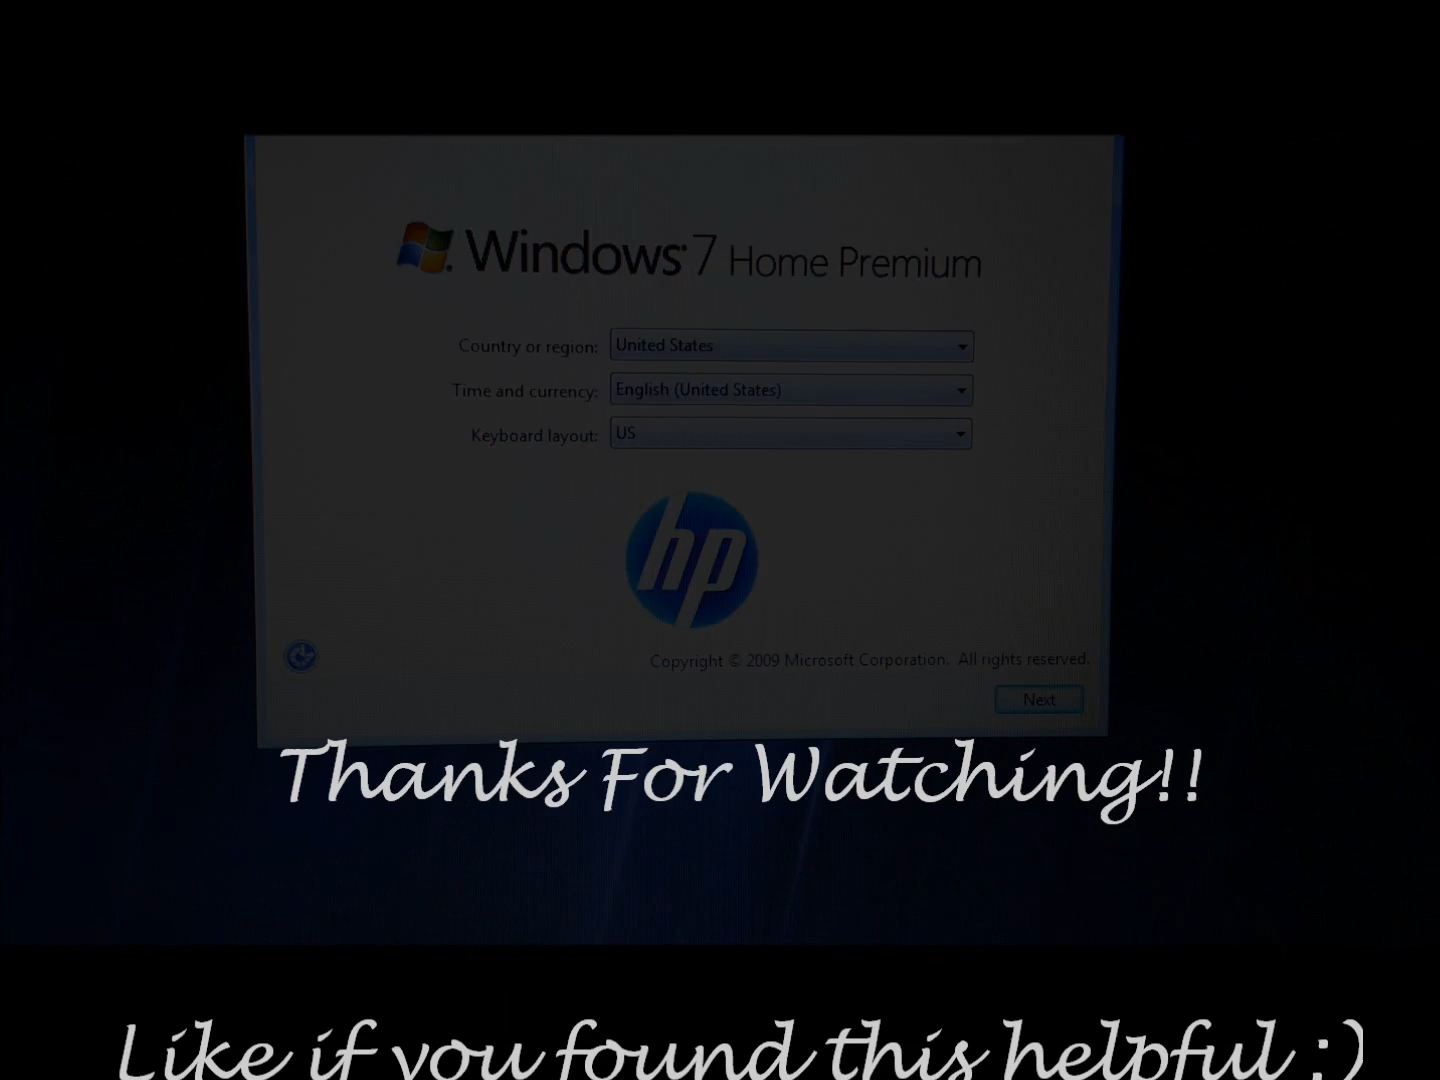 Windows 7 Home Premium
Country or region: United States
Time and currency: English (United States)
Keyboard layout: US
hp
Copyright © 2009 Microsoft Corporation. All rights reserved.
Next
Thanks For Watching!!
Like if you found this helpful :)